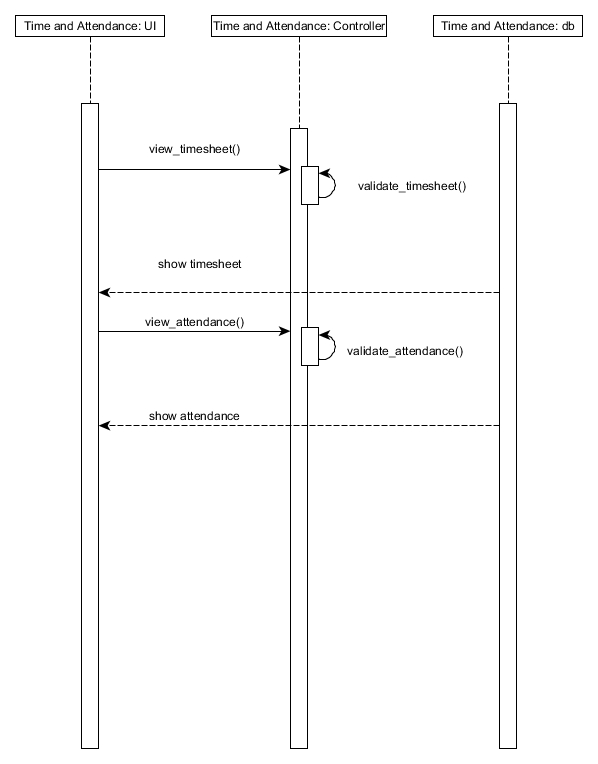 Time and Attendance: UI
Time and Attendance: Controller
Time and Attendance: db
view_timesheet()
validate_timesheet()
show timesheet
view_attendance()
validate_attendance()
show attendance